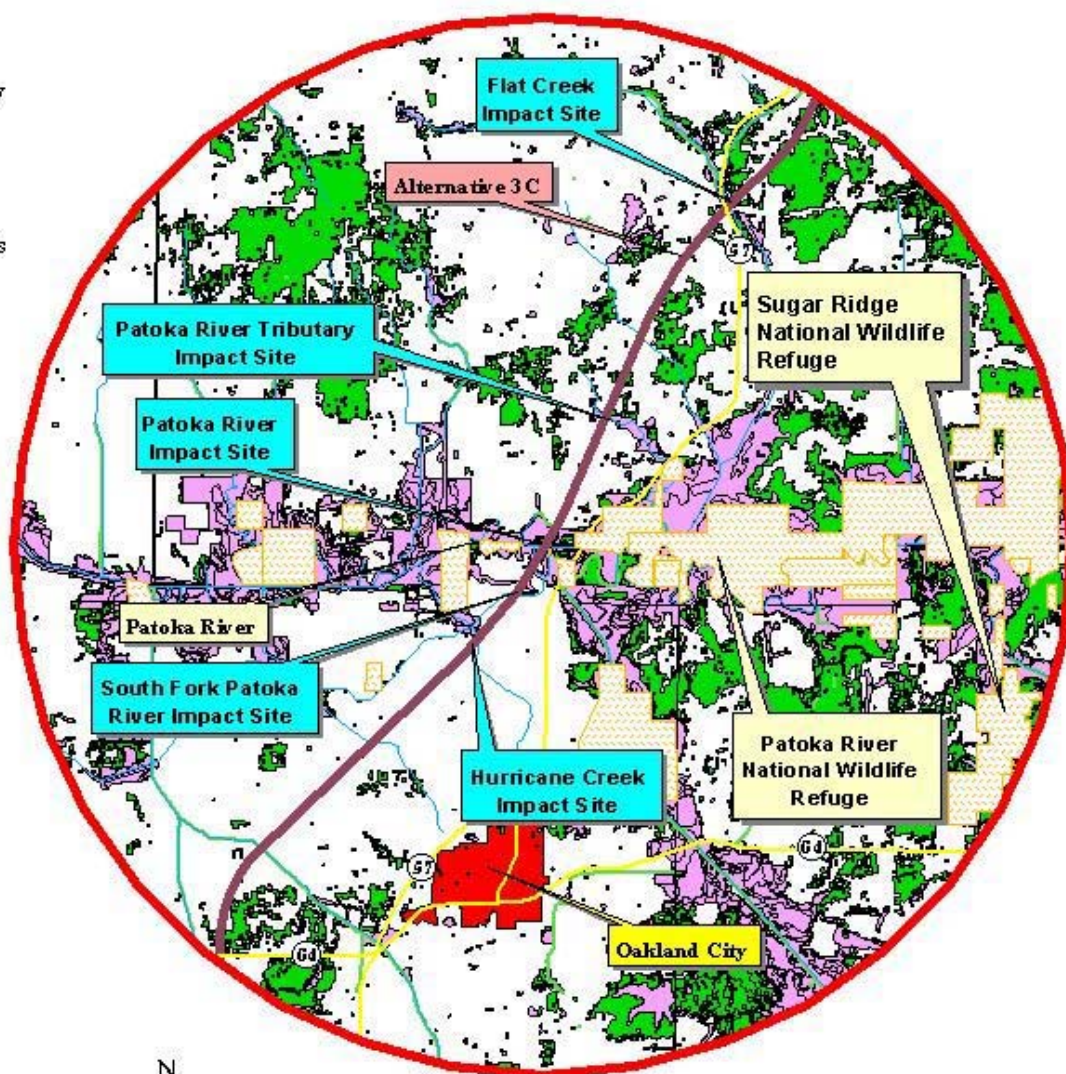 y
Flat Creek
Impact Site
Alternative 3C
s
57
Sugar Ridge
National Wildlife
Refuge
Patoka River Tributary
Impact Site
Patoka River
Impact Site
Patoka River
South Fork Patoka
River Impact Site
Patoka River
National Wildlife
Refuge
Hurricane Creek
Impact Site
64
57
Oakland City
64
N